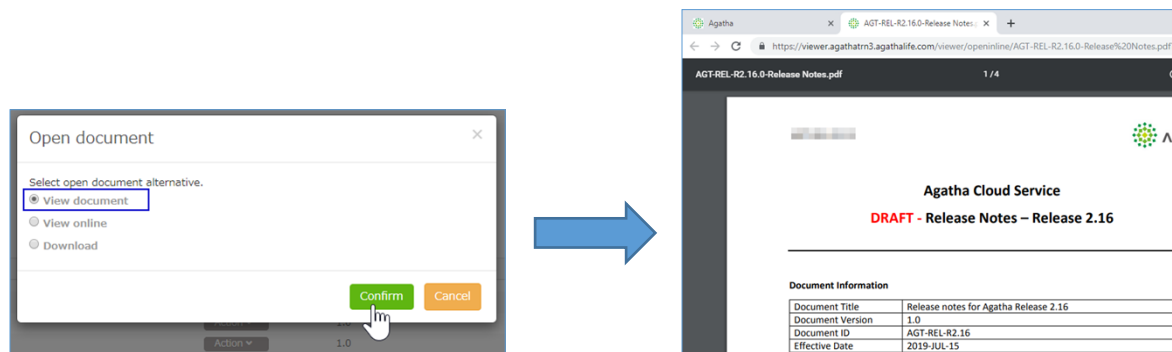 Open document
×
Select open document alternative.
View document
View online
Download
Confirm
Cancel
Action
1.0
Agatha ×
AGT-REL-R2.16.0-Release Notes. ×
https://viewer.agathatrn3.agathalife.com/viewer/openinline/AGT-REL-R2.16.0-Release%20Notes.pdf
AGT-REL-R2.16.0-Release Notes.pdf
1 / 4
Agatha Cloud Service
DRAFT - Release Notes – Release 2.16
Document Information
Document Title Release notes for Agatha Release 2.16
Document Version 1.0
Document ID AGT-REL-R2.16
Effective Date 2019-JUL-15